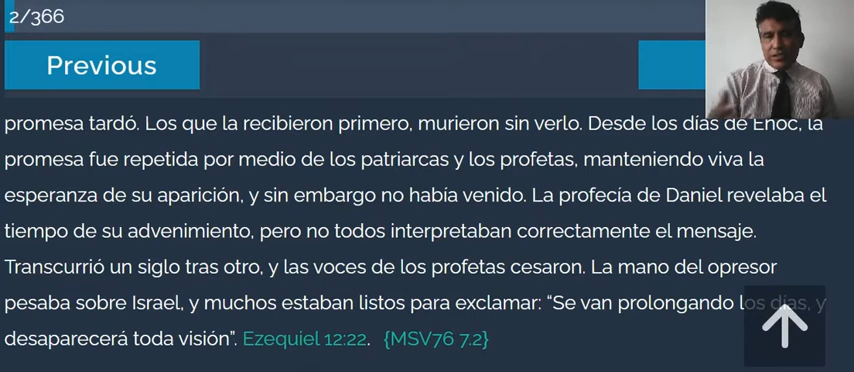 2/366
Previous
promesa tardó. Los que la recibieron primero, murieron sin verlo. Desde los días de Enoc, la
promesa fue repetida por medio de los patriarcas y los profetas, manteniendo viva la
esperanza de su aparición, y sin embargo no había venido. La profecía de Daniel revelaba el
tiempo de su advenimiento, pero no todos interpretaban correctamente el mensaje.
Transcurrió un siglo tras otro, y las voces de los profetas cesaron. La mano del opresor
pesaba sobre Israel, y muchos estaban listos para exclamar: “Se van prolongando los días, y
desaparecerá toda visión”. Ezequiel 12:22. {MSV76 7.2}